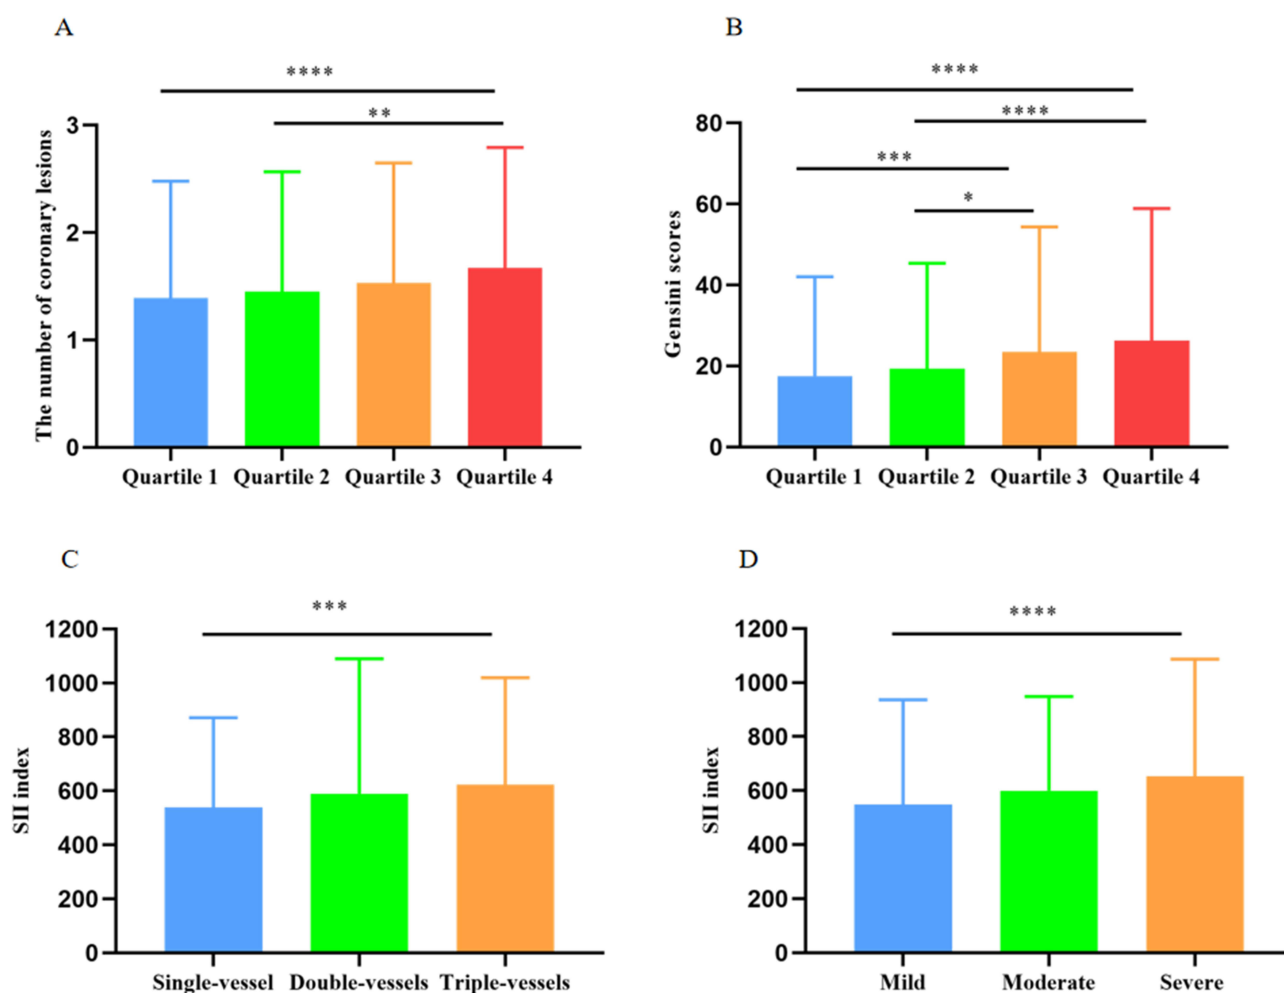 A
****
**
3
2
1
0
The number of coronary lesions
Quartile 1 Quartile 2 Quartile 3 Quartile 4
B
****
****
***
*
80
60
40
20
0
Gensini scores
Quartile 1 Quartile 2 Quartile 3 Quartile 4
C
***
1200
1000
800
600
400
200
0
SII index
Single-vessel Double-vessels Triple-vessels
D
****
1200
1000
800
600
400
200
0
SII index
Mild Moderate Severe